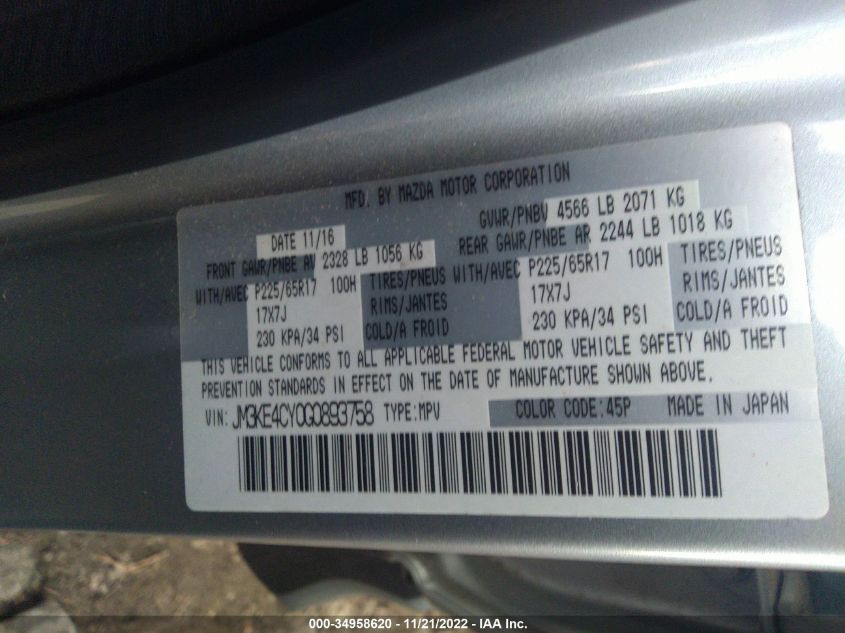 MFD. BY MAZDA MOTOR CORPORATION
DATE 11/16 GVWR/PNBV 4566 LB 2071 KG
FRONT GAWR/PNBE AV 2328 LB 1056 KG REAR GAWR/PNBE AR 2244 LB 1018 KG
WITH/AVEC P225/65R17 100H TIRES/PNEUS WITH/AVEC P225/65R17 100H TIRES/PNEUS
17X7J RIMS/JANTES 17X7J RIMS/JANTES
230 KPA/34 PSI COLD/A FROID 230 KPA/34 PSI COLD/A FROID
THIS VEHICLE CONFORMS TO ALL APPLICABLE FEDERAL MOTOR VEHICLE SAFETY AND THEFT
PREVENTION STANDARDS IN EFFECT ON THE DATE OF MANUFACTURE SHOWN ABOVE.
VIN: JM3KE4CY0G0893758 TYPE:MPV COLOR CODE:45P MADE IN JAPAN
000-34958620 - 11/21/2022 - IAA Inc.